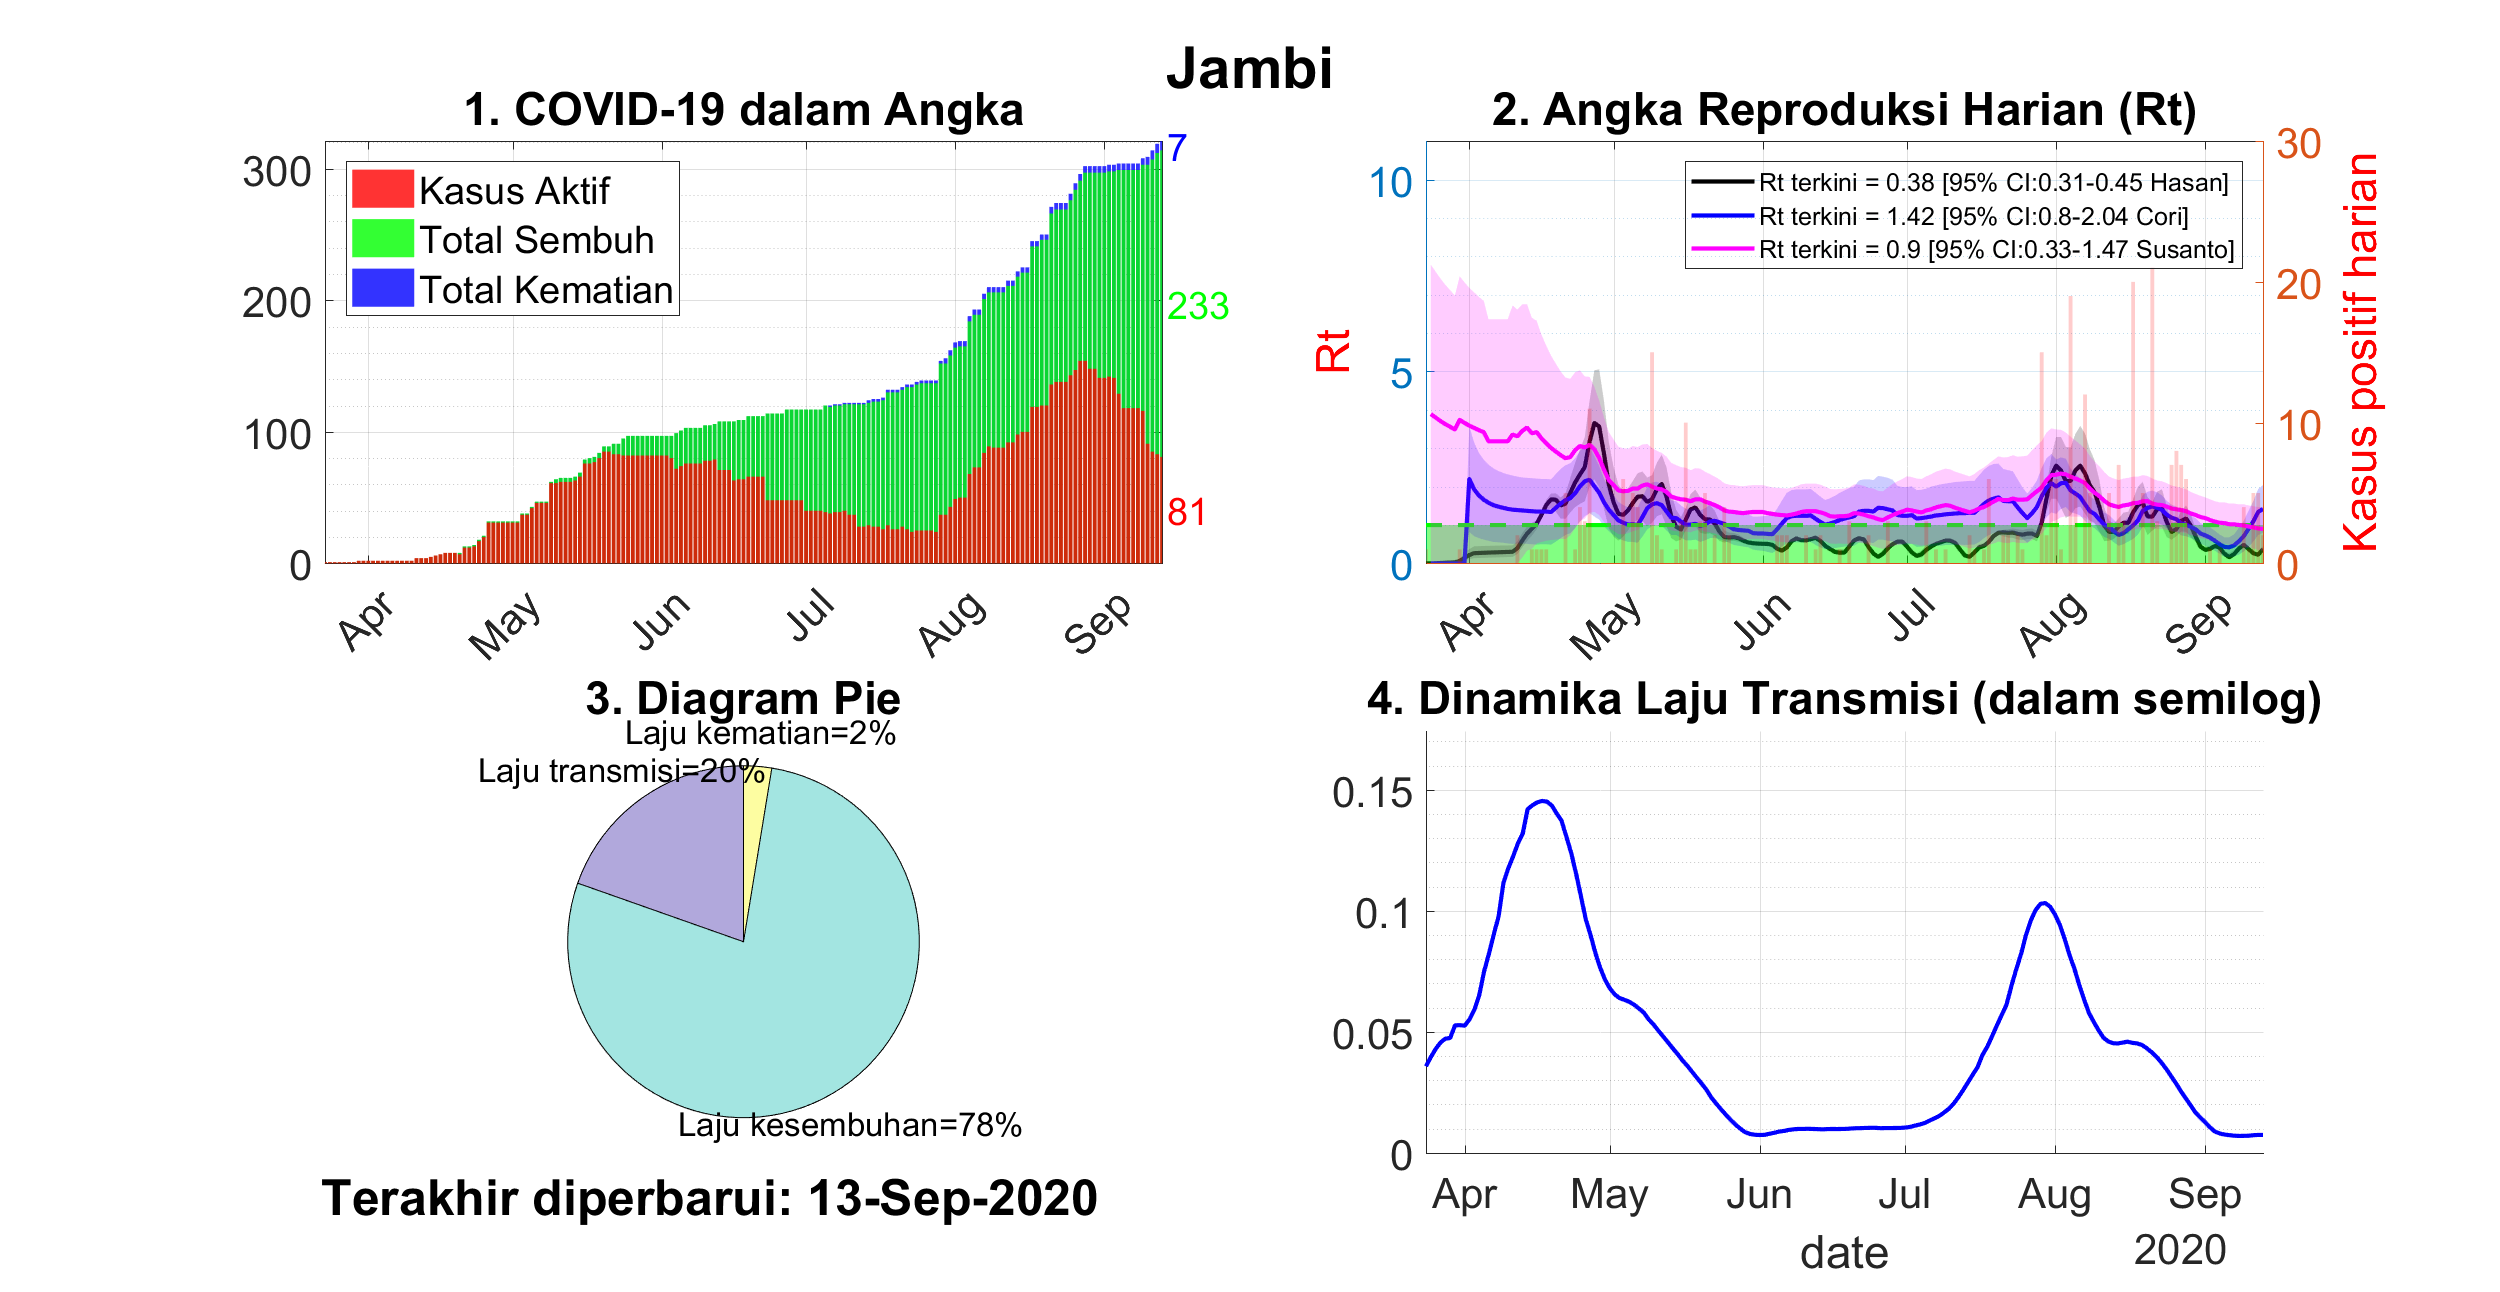 Jambi
1. COVID-19 dalam Angka
300
200
100
0
Kasus Aktif
Total Sembuh
Total Kematian
7
233
81
Apr
May
Jun
Jul
Aug
Sep
2. Angka Reproduksi Harian (Rt)
Rt
10
5
0
Rt terkini = 0.38 [95% CI:0.31-0.45 Hasan]
Rt terkini = 1.42 [95% CI:0.8-2.04 Cori]
Rt terkini = 0.9 [95% CI:0.33-1.47 Susanto]
30
20
10
0
Kasus positif harian
Apr
May
Jun
Jul
Aug
Sep
3. Diagram Pie
Laju kematian=2%
Laju transmisi=20%
Laju kesembuhan=78%
Terakhir diperbarui: 13-Sep-2020
4. Dinamika Laju Transmisi (dalam semilog)
0.15
0.1
0.05
0
Apr
May
Jun
Jul
Aug
Sep
date
2020